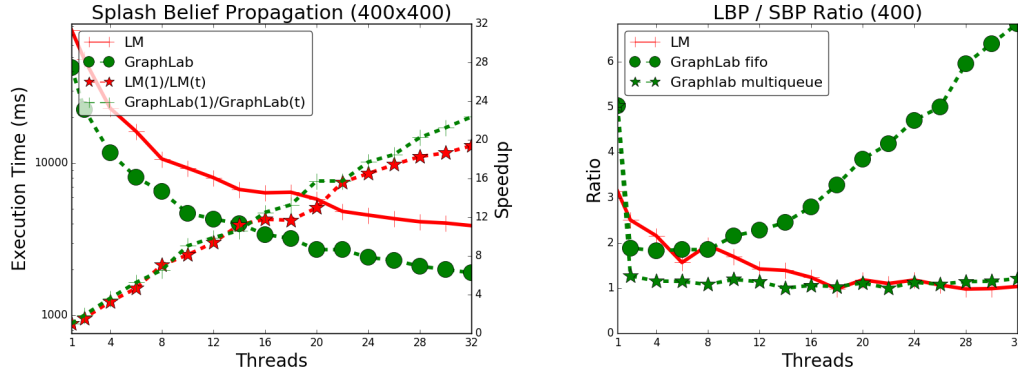 Splash Belief Propagation (400x400)
LM
GraphLab
LM(1)/LM(t)
GraphLab(1)/GraphLab(t)
Execution Time (ms)
10000
1000
32
28
24
20
16
12
8
4
0
Speedup
1 4 8 12 16 20 24 28 32
Threads
LBP / SBP Ratio (400)
LM
GraphLab fifo
Graphlab multiqueue
Ratio
6
5
4
3
2
1
0
1 4 8 12 16 20 24 28 32
Threads